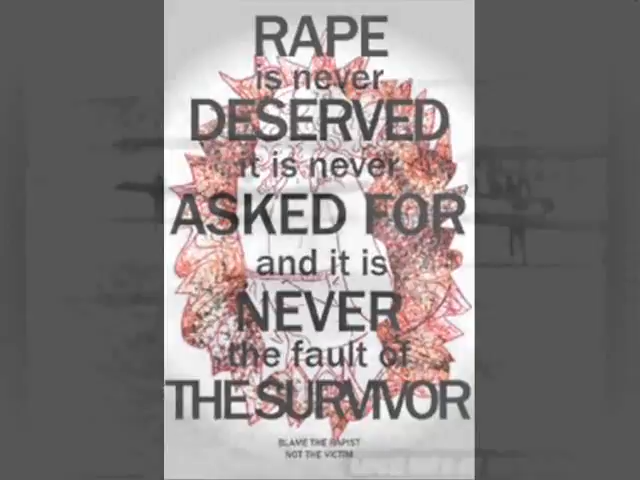 RAPE
is never
DESERVED
it is never
ASKED FOR
and it is
NEVER
the fault of
THE SURVIVOR
BLAME THE RAPIST
NOT THE VICTIM